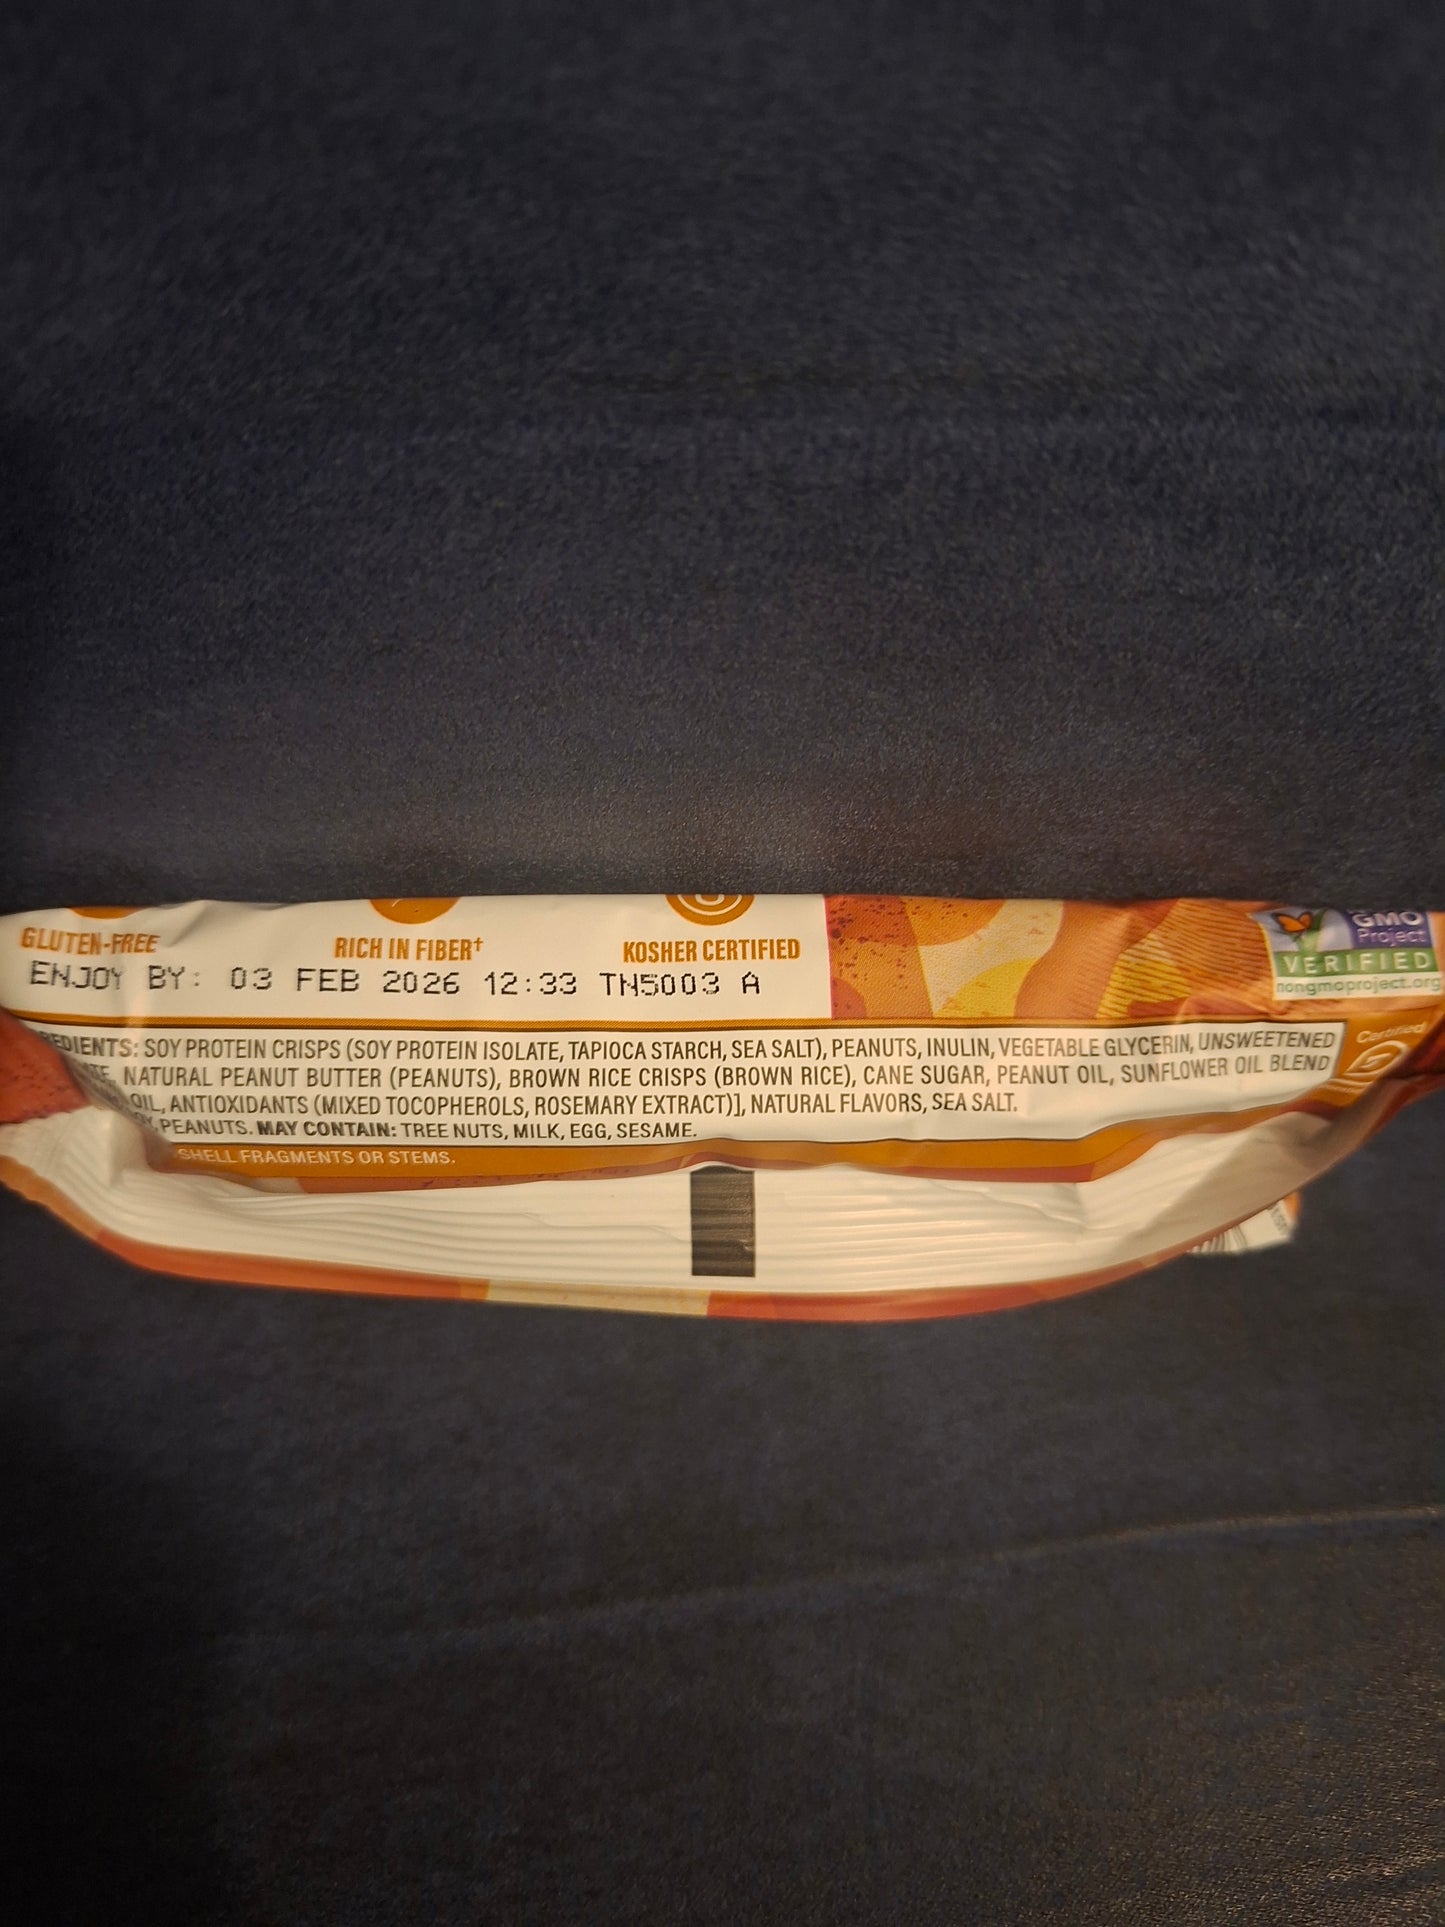 GLUTEN-FREE
RICH IN FIBER†
KOSHER CERTIFIED
ENJOY BY: 03 FEB 2026 12:33 TN5003 A
GMO
Project
VERIFIED
nongmoproject.org
Certified
EDIENTS: SOY PROTEIN CRISPS (SOY PROTEIN ISOLATE, TAPIOCA STARCH, SEA SALT), PEANUTS, INULIN, VEGETABLE GLYCERIN, UNSWEETENED
NATURAL PEANUT BUTTER (PEANUTS), BROWN RICE CRISPS (BROWN RICE), CANE SUGAR, PEANUT OIL, SUNFLOWER OIL BLEND
OIL, ANTIOXIDANTS (MIXED TOCOPHEROLS, ROSEMARY EXTRACT)], NATURAL FLAVORS, SEA SALT.
PEANUTS. MAY CONTAIN: TREE NUTS, MILK, EGG, SESAME.
SHELL FRAGMENTS OR STEMS.